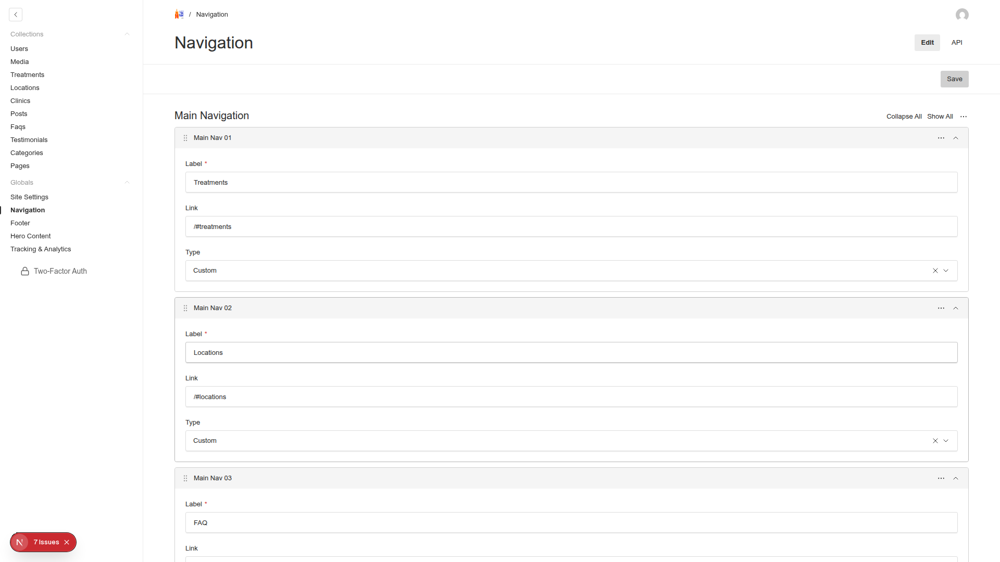 / Navigation
Navigation
Edit
API
Save
Collections
Users
Media
Treatments
Locations
Clinics
Posts
Faqs
Testimonials
Categories
Pages
Globals
Site Settings
Navigation
Footer
Hero Content
Tracking & Analytics
Two-Factor Auth
N 7 Issues
Main Navigation
Collapse All Show All
Main Nav 01
Label *
Treatments
Link
/#treatments
Type
Custom
Main Nav 02
Label *
Locations
Link
/#locations
Type
Custom
Main Nav 03
Label *
FAQ
Link